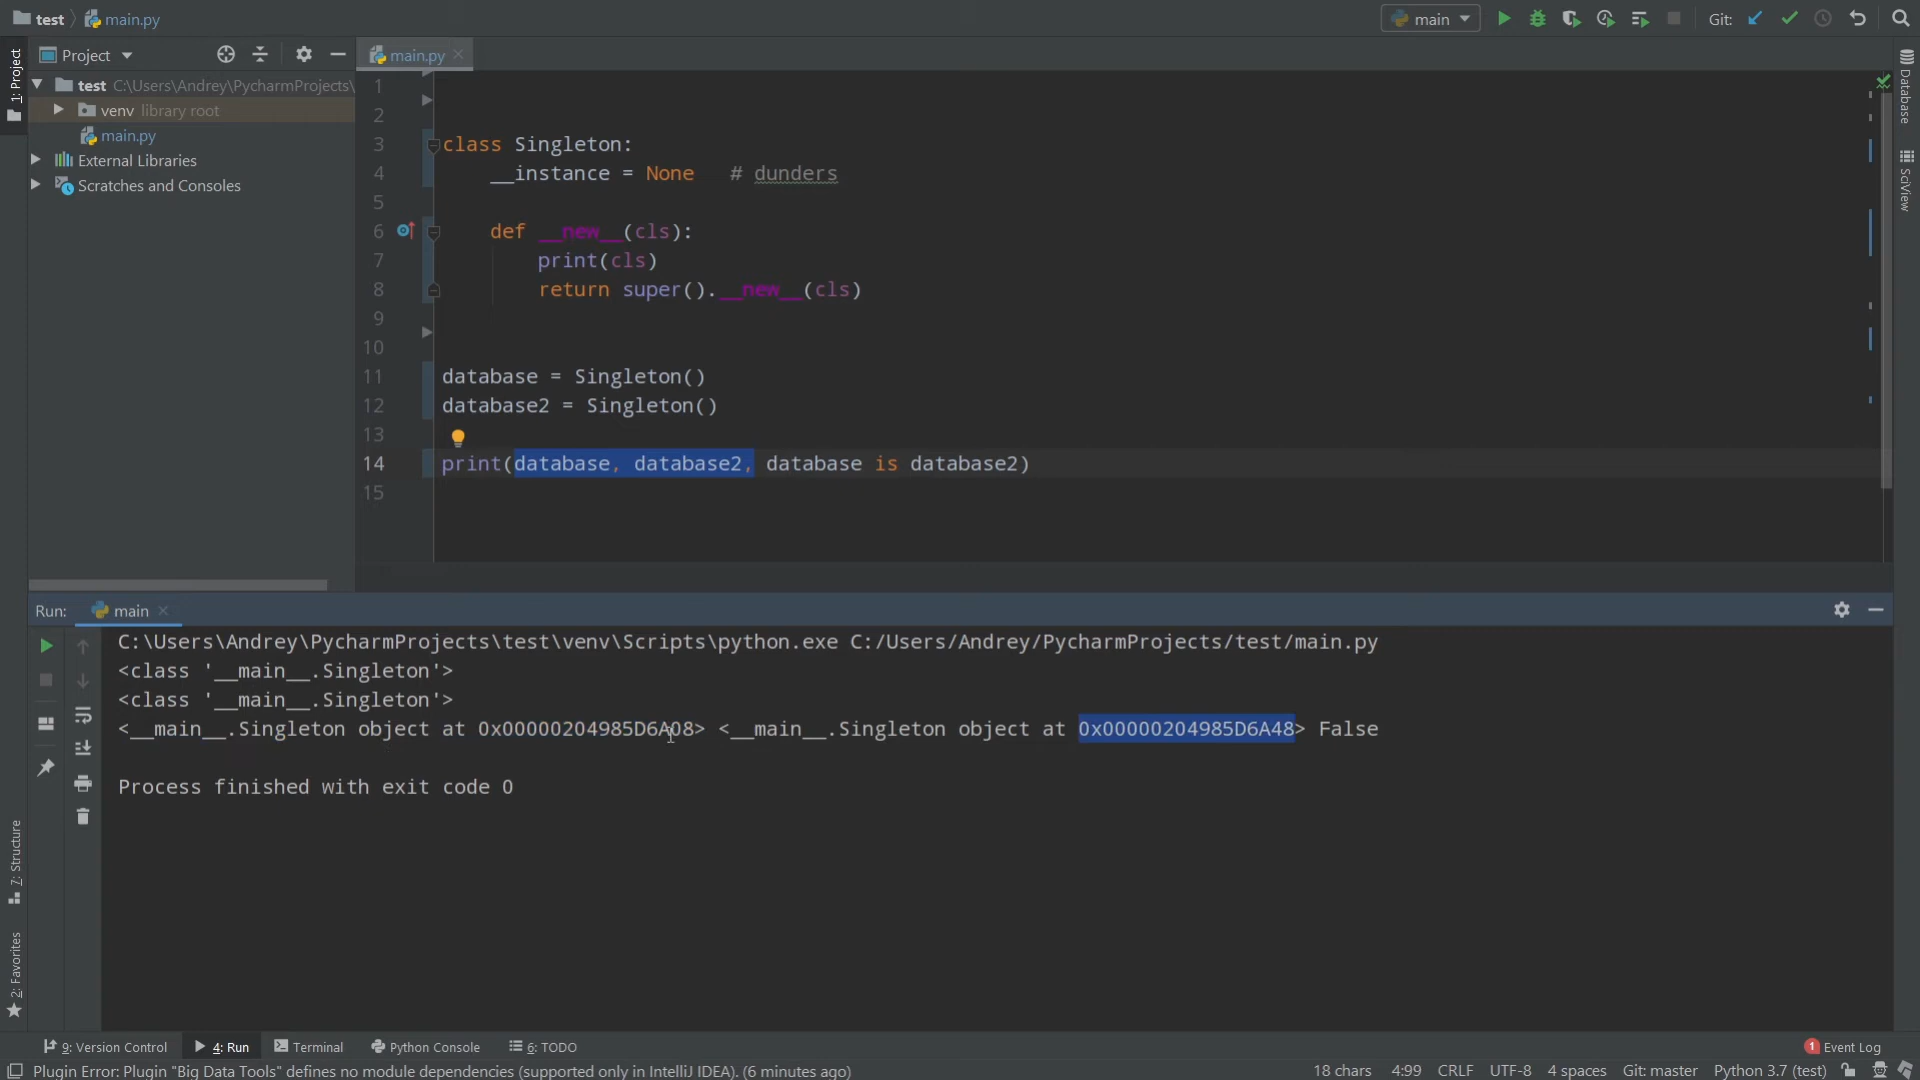 test
main.py
main
Git:
1: Project
Project
main.py
Database
SciView
test C:\Users\Andrey\PycharmProjects\
venv library root
main.py
External Libraries
Scratches and Consoles
1
2
3 class Singleton:
4 __instance = None # dunders
5
6 def __new__(cls):
7 print(cls)
8 return super().__new__(cls)
9
10
11 database = Singleton()
12 database2 = Singleton()
13
14 print(database, database2, database is database2)
15
Run: main
C:\Users\Andrey\PycharmProjects\test\venv\Scripts\python.exe C:/Users/Andrey/PycharmProjects/test/main.py
<class '__main__.Singleton'>
<class '__main__.Singleton'>
<__main__.Singleton object at 0x00000204985D6A08> <__main__.Singleton object at 0x00000204985D6A48> False
Process finished with exit code 0
7: Structure
2: Favorites
9: Version Control
4: Run
Terminal
Python Console
6: TODO
1 Event Log
Plugin Error: Plugin "Big Data Tools" defines no module dependencies (supported only in IntelliJ IDEA). (6 minutes ago)
18 chars 4:99 CRLF UTF-8 4 spaces Git: master Python 3.7 (test)